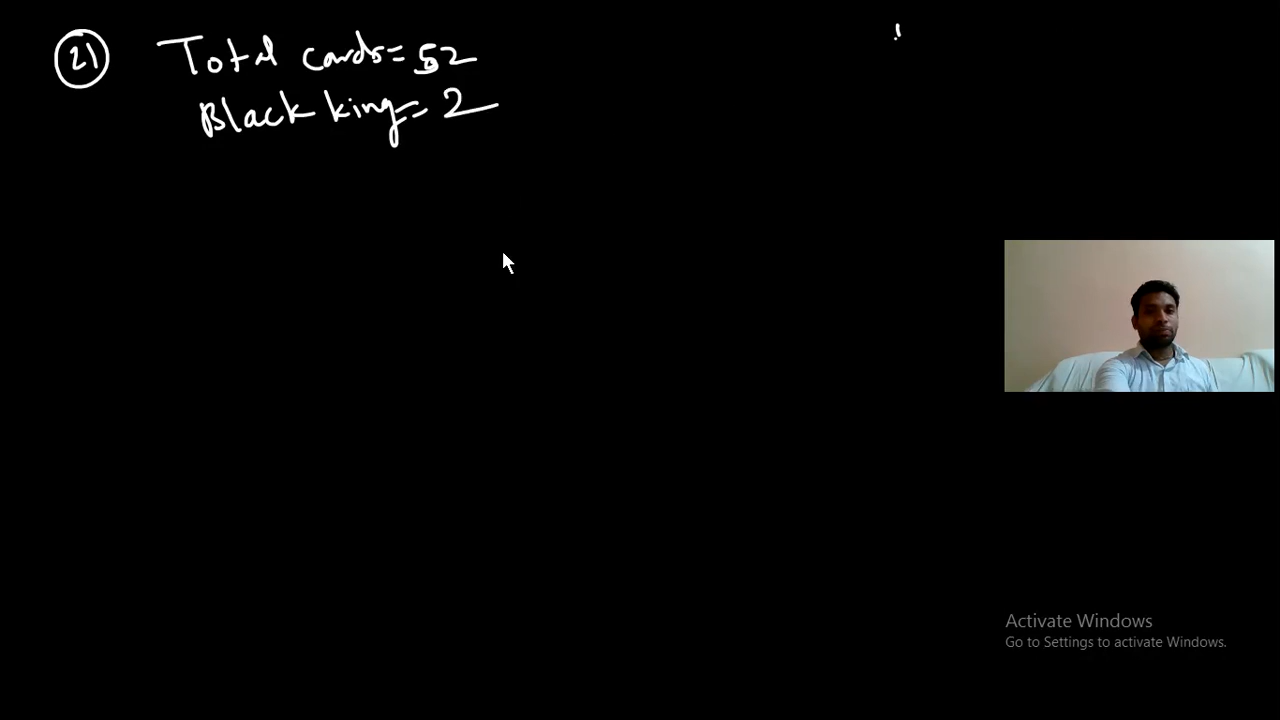 21 Total cards = 52
Black king = 2
Activate Windows
Go to Settings to activate Windows.